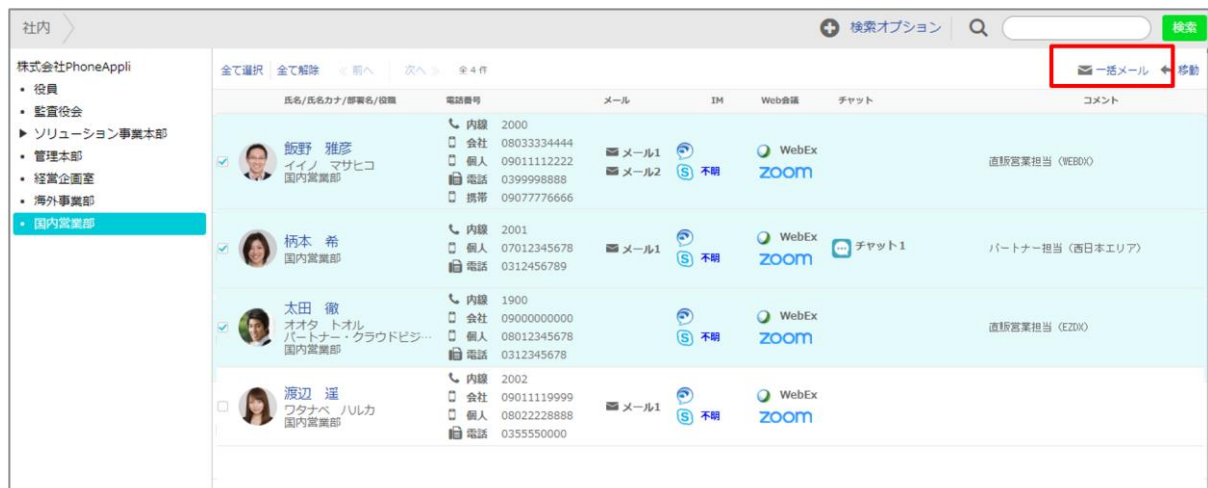 社内
検索オプション
検索
株式会社PhoneAppli
• 役員
• 監査役会
▶ ソリューション事業本部
• 管理本部
• 経営企画室
• 海外事業部
• 国内営業部
全て選択 全て解除 ＜前へ 次へ＞ 全4件
一括メール 移動
氏名/氏名カナ/部署名/役職 電話番号 メール IM Web会議 チャット コメント
飯野 雅彦
イイノ マサヒコ
国内営業部
内線 2000
会社 08033334444
個人 09011112222
電話 0399998888
携帯 09077776666
メール1
メール2
不明
WebEx
zoom
直販営業担当（WEBDX）
柄本 希
国内営業部
内線 2001
個人 07012345678
電話 0312456789
メール1
不明
WebEx
zoom
チャット1
パートナー担当（西日本エリア）
太田 徹
オオタ トオル
パートナー・クラウドビジ…
国内営業部
内線 1900
会社 09000000000
個人 08012345678
電話 0312345678
不明
WebEx
zoom
直販営業担当（EZDX）
渡辺 遥
ワタナベ ハルカ
国内営業部
内線 2002
会社 09011119999
個人 08022228888
電話 0355550000
メール1
不明
WebEx
zoom